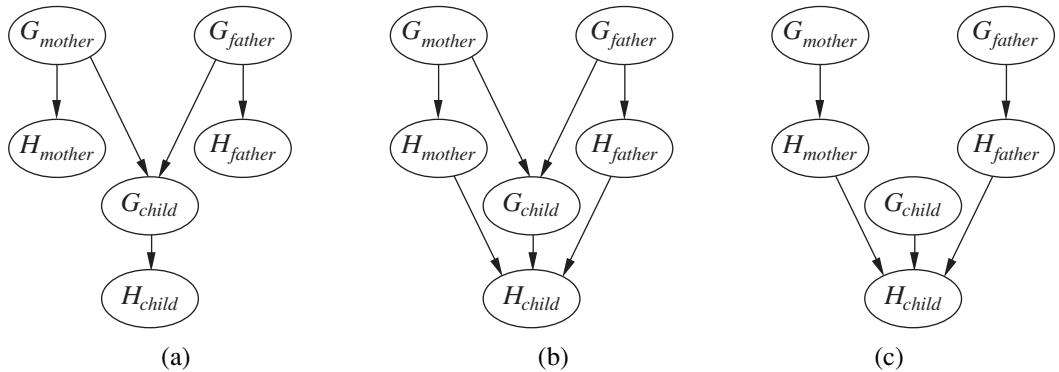 G_mother G_father G_mother G_father G_mother G_father
H_mother H_father H_mother H_father H_mother H_father
G_child G_child G_child
H_child H_child H_child
(a) (b) (c)